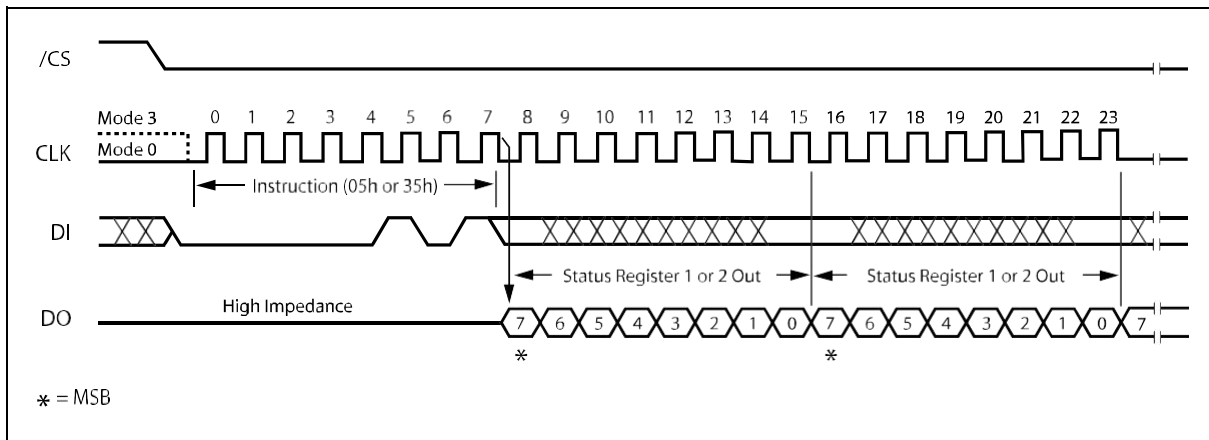 /CS
Mode 3
0 1 2 3 4 5 6 7 8 9 10 11 12 13 14 15 16 17 18 19 20 21 22 23
CLK
Mode 0
Instruction (05h or 35h)
DI
Status Register 1 or 2 Out
Status Register 1 or 2 Out
High Impedance
DO
7 6 5 4 3 2 1 0 7 6 5 4 3 2 1 0 7
* *
* = MSB